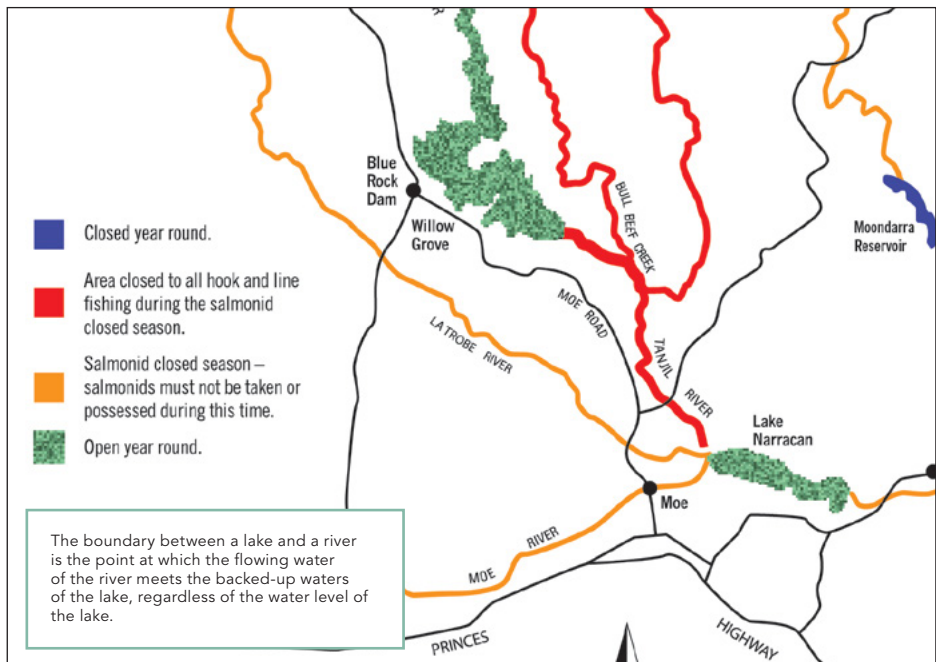 R
Blue
Rock
Dam
Willow
Grove
BULL BEEF CREEK
Moondarra
Reservoir
Closed year round.
Area closed to all hook and line
fishing during the salmonid
closed season.
Salmonid closed season –
salmonids must not be taken or
possessed during this time.
Open year round.
LATROBE RIVER
MOE ROAD
TANJIL
RIVER
Lake
Narracan
Moe
MOE
RIVER
The boundary between a lake and a river
is the point at which the flowing water
of the river meets the backed-up waters
of the lake, regardless of the water level of
the lake.
PRINCES
HIGHWAY